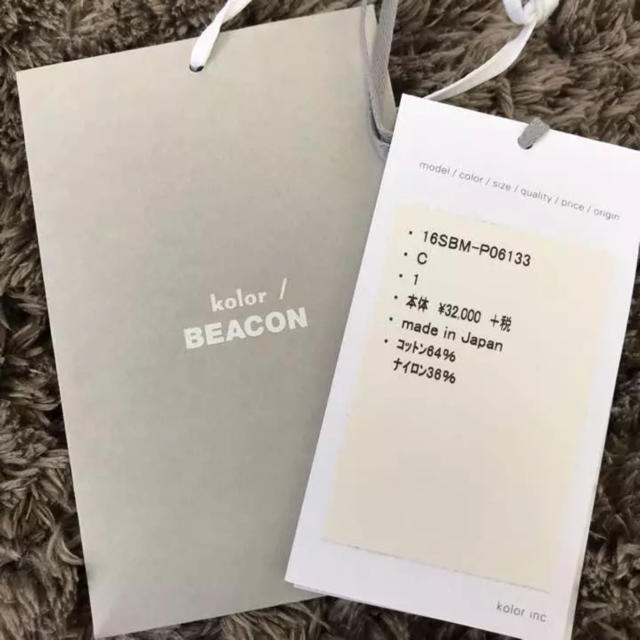 kolor /
BEACON
model / color / size / quality / price / origin
・ 16SBM-P06133
・ C
・ 1
・ 本体 ¥32,000 +税
・ made in Japan
・ コットン64%
ナイロン36%
kolor inc